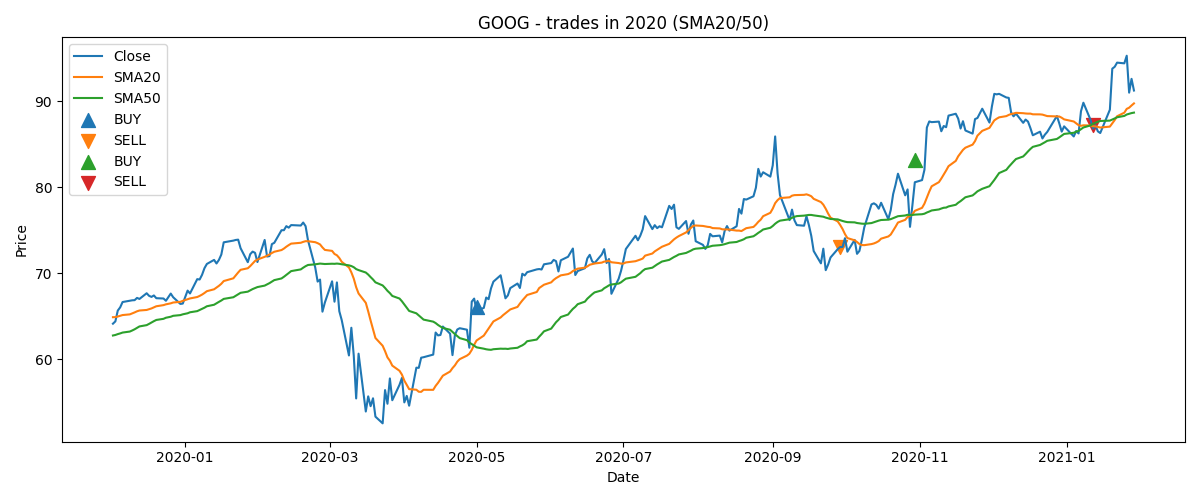 GOOG - trades in 2020 (SMA20/50)
Close
SMA20
SMA50
BUY
SELL
BUY
SELL
Price
90
80
70
60
2020-01
2020-03
2020-05
2020-07
2020-09
2020-11
2021-01
Date